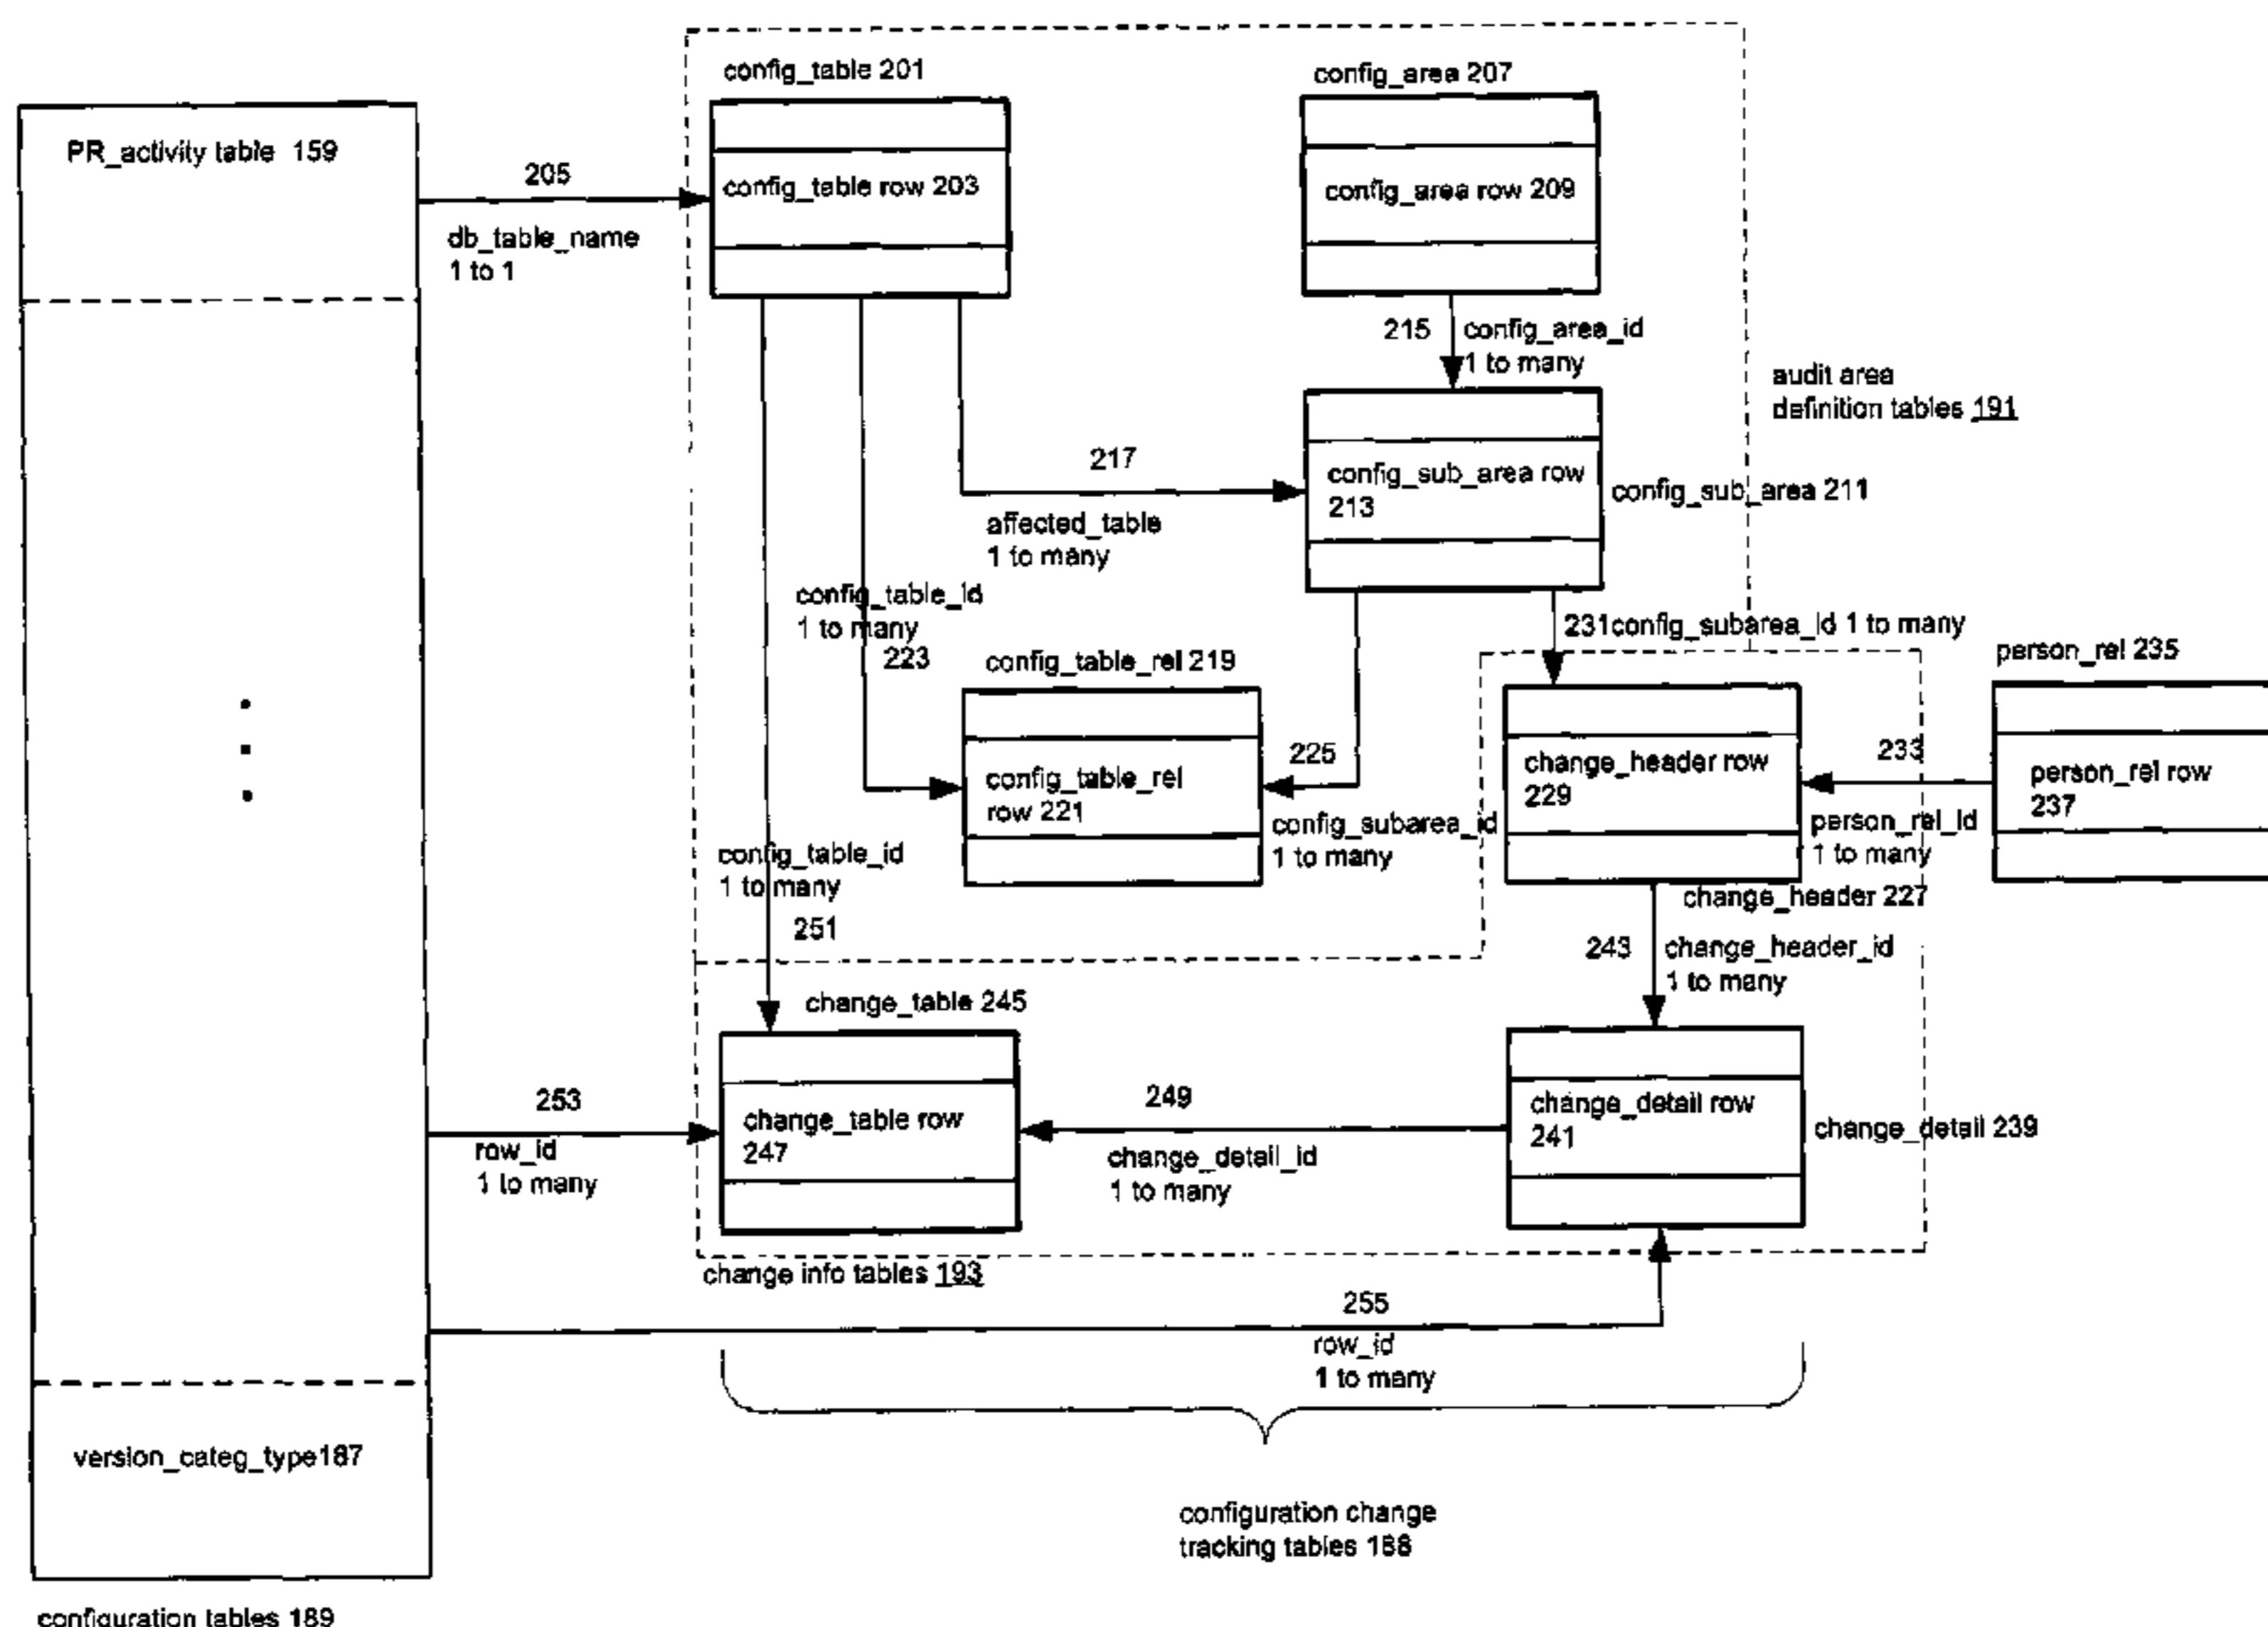 config_table 201
config_area 207
PR_activity table 159
205
config_table row 203
config_area row 209
db_table_name
1 to 1
215
config_area_id
1 to many
audit area
definition tables 191
217
config_sub_area row
213
config_sub_area 211
affected_table
1 to many
config_table_id
1 to many
223
231config_subarea_id 1 to many
config_table_rel 219
person_rel 235
225
233
config_table_rel
row 221
change_header row
229
person_rel row
237
config_subarea_id
1 to many
person_rel_id
1 to many
config_table_id
1 to many
251
change_header 227
243
change_header_id
1 to many
change_table 245
253
249
change_table row
247
change_detail row
241
change_detail 239
row_id
1 to many
change_detail_id
1 to many
change info tables 193
255
row_id
1 to many
version_categ_type187
configuration change
tracking tables 188
configuration tables 189